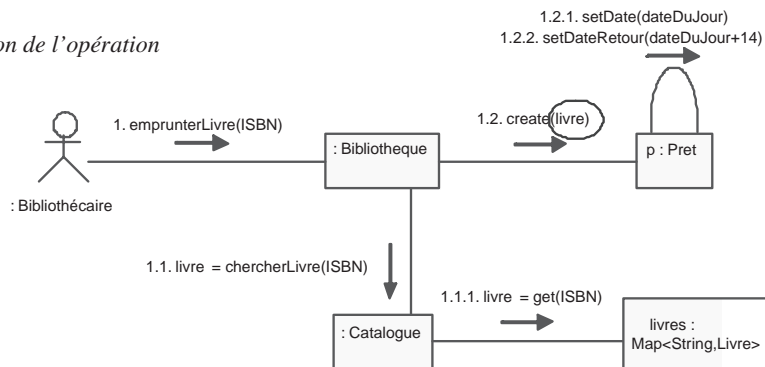 1.2.1. setDate(dateDuJour)
on de l'opération
1.2.2. setDateRetour(dateDuJour+14)
1. emprunterLivre(ISBN)
1.2. create(livre)
: Bibliotheque
p : Pret
: Bibliothécaire
1.1. livre = chercherLivre(ISBN)
1.1.1. livre = get(ISBN)
: Catalogue
livres :
Map<String,Livre>